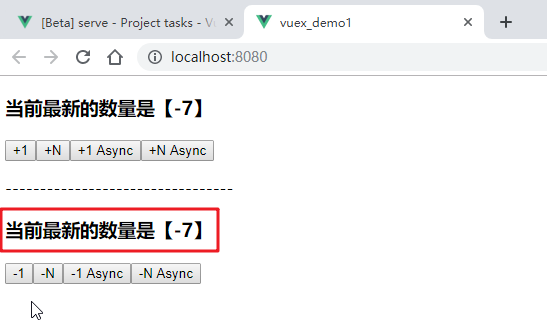 [Beta] serve - Project tasks - V
vuex_demo1
localhost:8080
当前最新的数量是【-7】
+1 +N +1 Async +N Async
---------------------------------
当前最新的数量是【-7】
-1 -N -1 Async -N Async